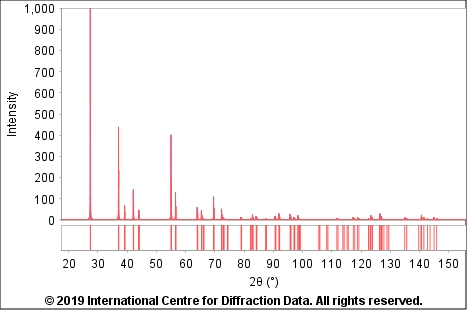 1,000
900
800
700
600
500
400
300
200
100
0
Intensity
20 30 40 50 60 70 80 90 100 110 120 130 140 150
2θ (°)
© 2019 International Centre for Diffraction Data. All rights reserved.